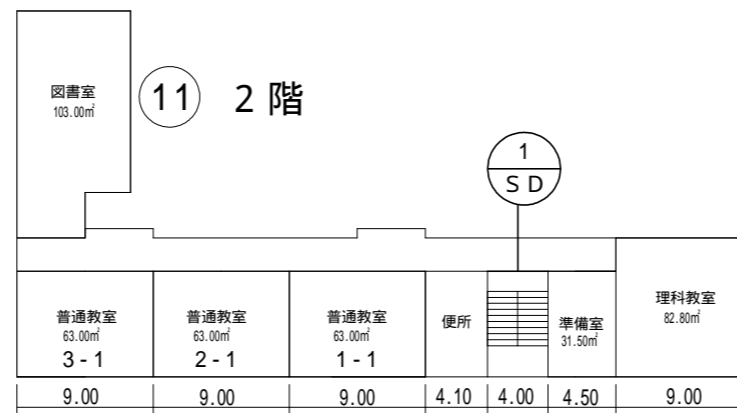 図書室
103.00㎡
11 2階
1
SD
普通教室
63.00㎡
3-1
普通教室
63.00㎡
2-1
普通教室
63.00㎡
1-1
便所
準備室
31.50㎡
理科教室
82.80㎡
9.00 9.00 9.00 4.10 4.00 4.50 9.00